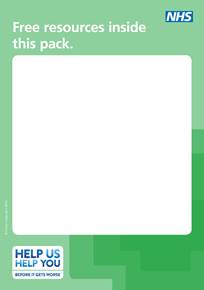 NHS
Free resources inside
this pack.
HELP US
HELP YOU
BEFORE IT GETS WORSE